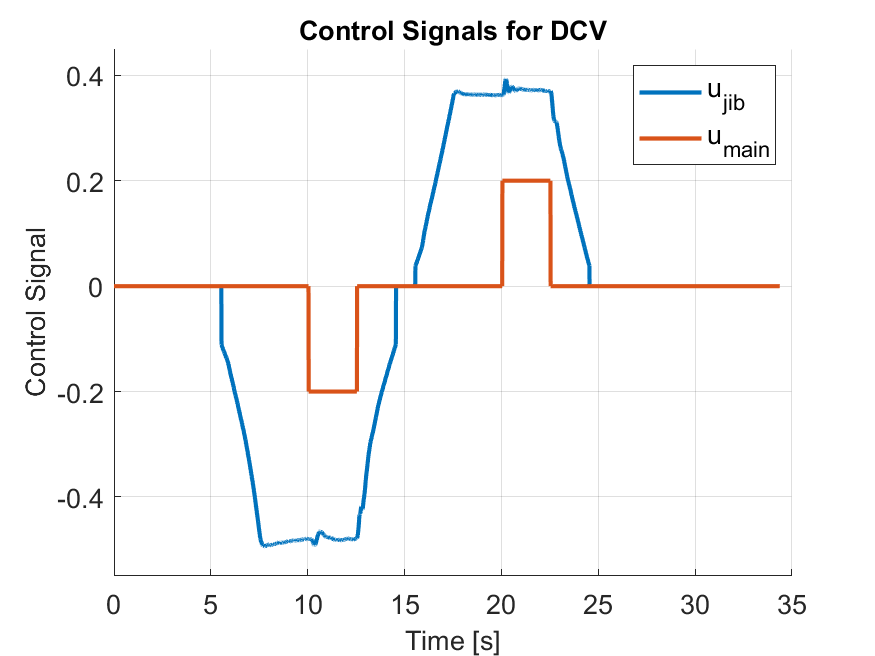 Control Signals for DCV
u_jib
u_main
0.4
0.2
0
-0.2
-0.4
Control Signal
0 5 10 15 20 25 30 35
Time [s]